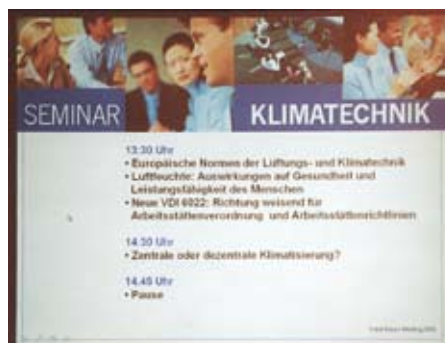 SEMINAR KLIMATECHNIK
13:30 Uhr
• Europäische Normen der Lüftungs- und Klimatechnik
• Luftfeuchte: Auswirkungen auf Gesundheit und
Leistungsfähigkeit des Menschen
• Neue VDI 6022: Richtung weisend für
Arbeitsstättenverordnung und Arbeitsstättenrichtlinien
14.30 Uhr
• Zentrale oder dezentrale Klimatisierung?
14.45 Uhr
• Pause